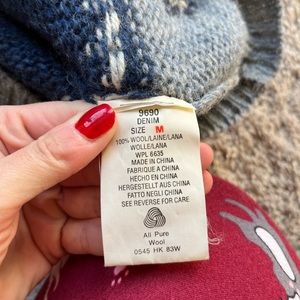 9690
DENIM
SIZE M
100% WOOL/LAINE/LANA
WOLLE/LANA
WPL 6635
MADE IN CHINA
FABRIQUE A CHINA
HECHO EN CHINA
HERGESTELLT AUS CHINA
FATTO NEGLI CHINA
SEE REVERSE FOR CARE
All Pure
Wool
0545 HK 83W